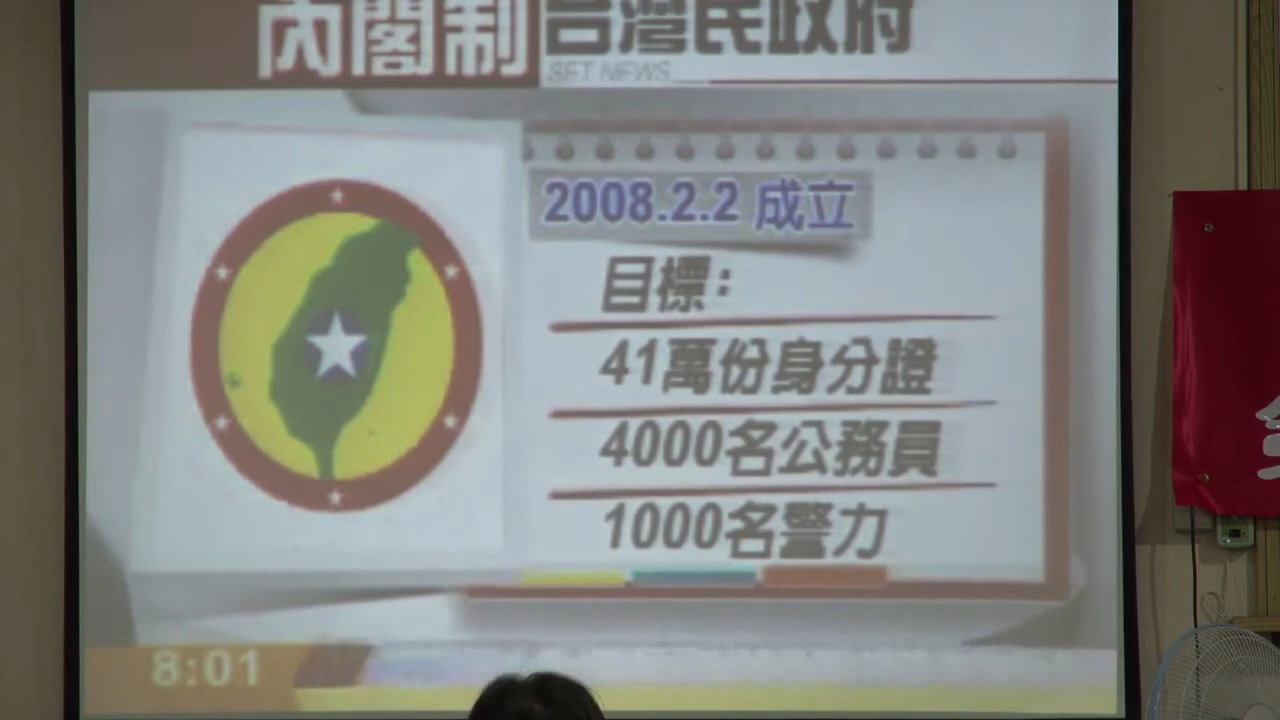 內閣制 台灣民政府
SET NEWS
2008.2.2 成立
目標:
41萬份身分證
4000名公務員
1000名警力
8:01